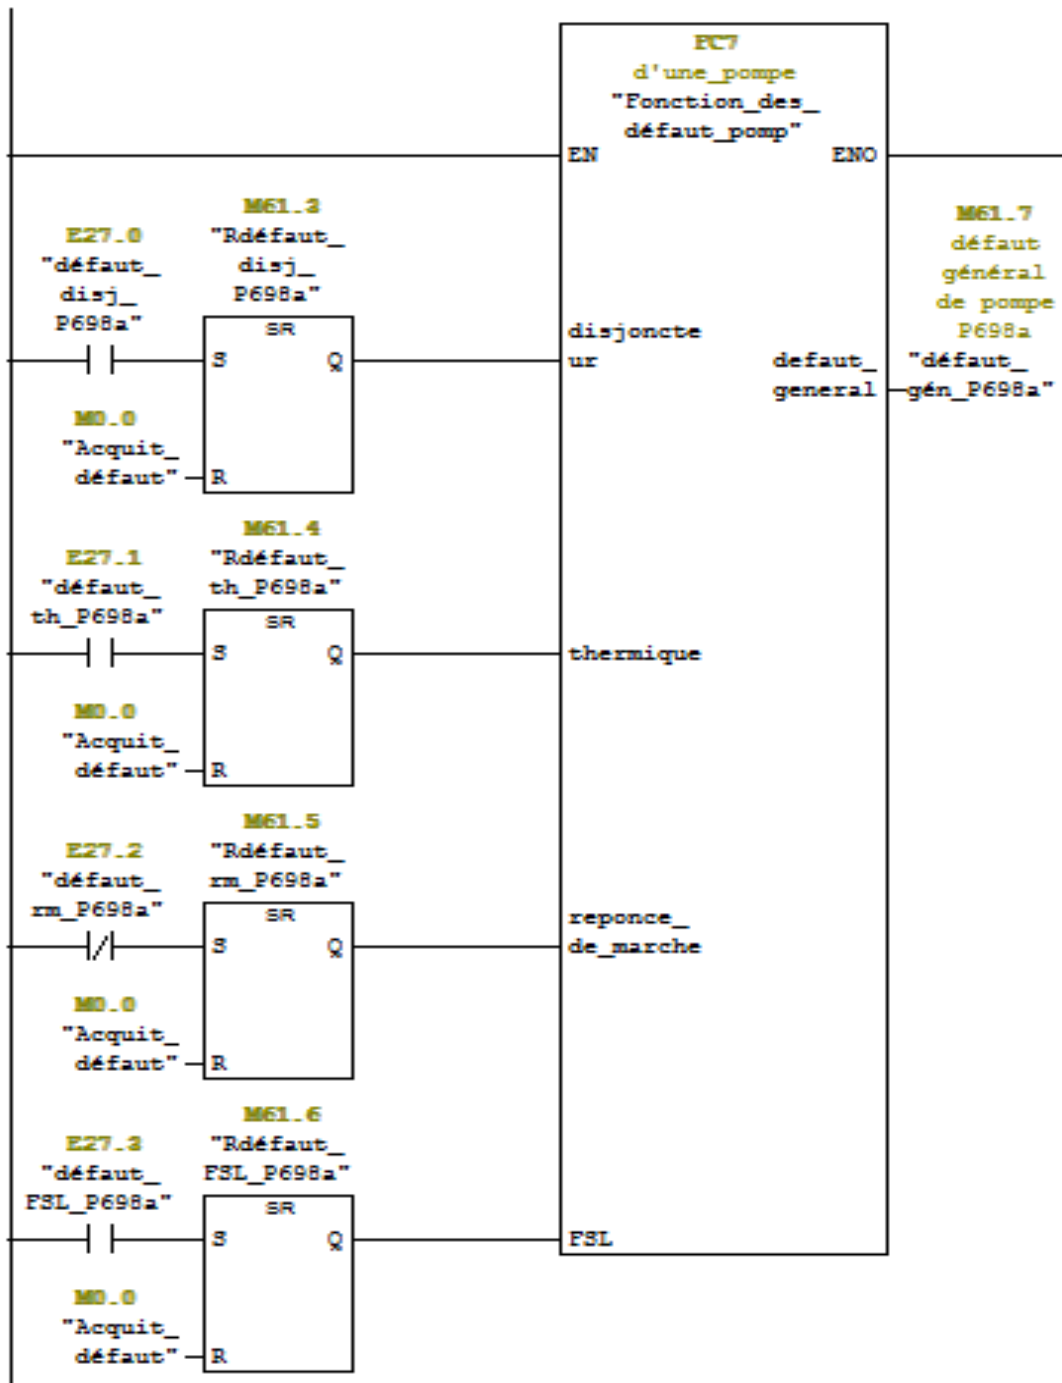 FC7
d'une_pompe
"Fonction_des_
défaut_pomp"
EN
ENO
M61.3
"Rdéfaut_
disj_
P698a"
E27.0
"défaut_
disj_
P698a"
SR
S
Q
M0.0
"Acquit_
défaut"
R
disjoncte
ur
defaut_
general
M61.7
défaut
général
de pompe
P698a
"défaut_
gén_P698a"
M61.4
"Rdéfaut_
th_P698a"
E27.1
"défaut_
th_P698a"
SR
S
Q
M0.0
"Acquit_
défaut"
R
thermique
M61.5
"Rdéfaut_
rm_P698a"
E27.2
"défaut_
rm_P698a"
SR
S
Q
M0.0
"Acquit_
défaut"
R
reponce_
de_marche
M61.6
"Rdéfaut_
FSL_P698a"
E27.3
"défaut_
FSL_P698a"
SR
S
Q
M0.0
"Acquit_
défaut"
R
FSL